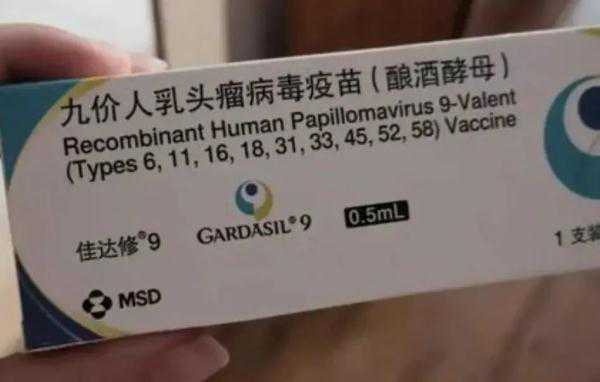 九价人乳头瘤病毒疫苗（酿酒酵母）
Recombinant Human Papillomavirus 9-Valent
(Types 6, 11, 16, 18, 31, 33, 45, 52, 58) Vaccine
佳达修®9
GARDASIL®9
0.5mL
1支装
MSD